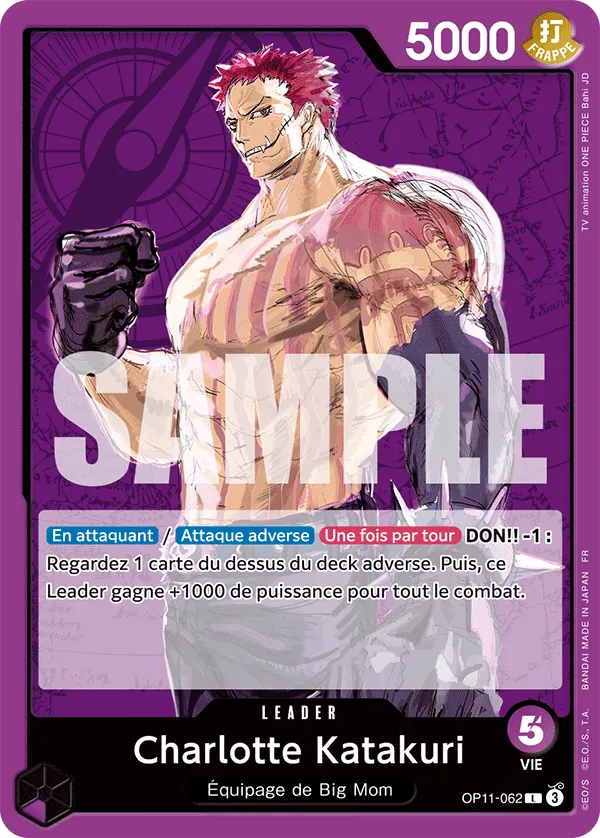 5000
打
FRAPPE
TV animation ONE PIECE Bahi JD
SAMPLE
En attaquant / Attaque adverse Une fois par tour DON!! -1 :
Regardez 1 carte du dessus du deck adverse. Puis, ce
Leader gagne +1000 de puissance pour tout le combat.
BANDAI MADE IN JAPAN FR
©E/S ©E.O./S., T.A.
LEADER
5
VIE
Charlotte Katakuri
Équipage de Big Mom
OP11-062 L 3